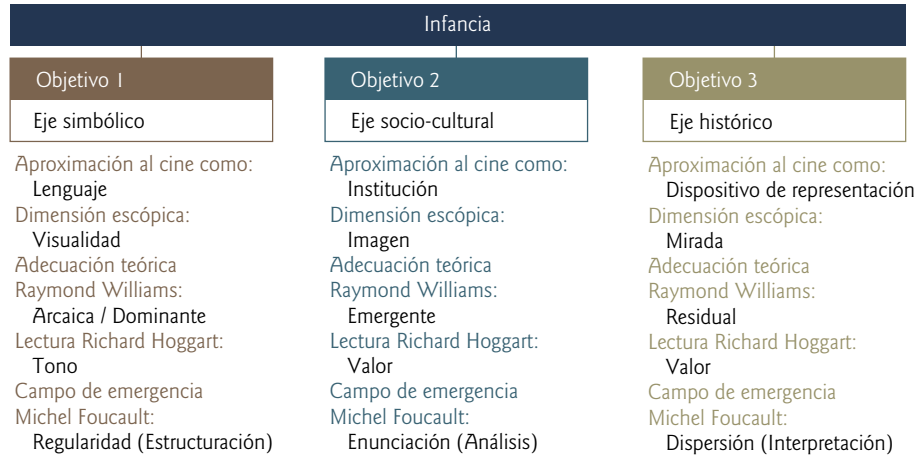 Infancia
Objetivo 1
Eje simbólico
Aproximación al cine como:
Lenguaje
Dimensión escópica:
Visualidad
Adecuación teórica
Raymond Williams:
Arcaica / Dominante
Lectura Richard Hoggart:
Tono
Campo de emergencia
Michel Foucault:
Regularidad (Estructuración)
Objetivo 2
Eje socio-cultural
Aproximación al cine como:
Institución
Dimensión escópica:
Imagen
Adecuación teórica
Raymond Williams:
Emergente
Lectura Richard Hoggart:
Valor
Campo de emergencia
Michel Foucault:
Enunciación (Análisis)
Objetivo 3
Eje histórico
Aproximación al cine como:
Dispositivo de representación
Dimensión escópica:
Mirada
Adecuación teórica
Raymond Williams:
Residual
Lectura Richard Hoggart:
Valor
Campo de emergencia
Michel Foucault:
Dispersión (Interpretación)